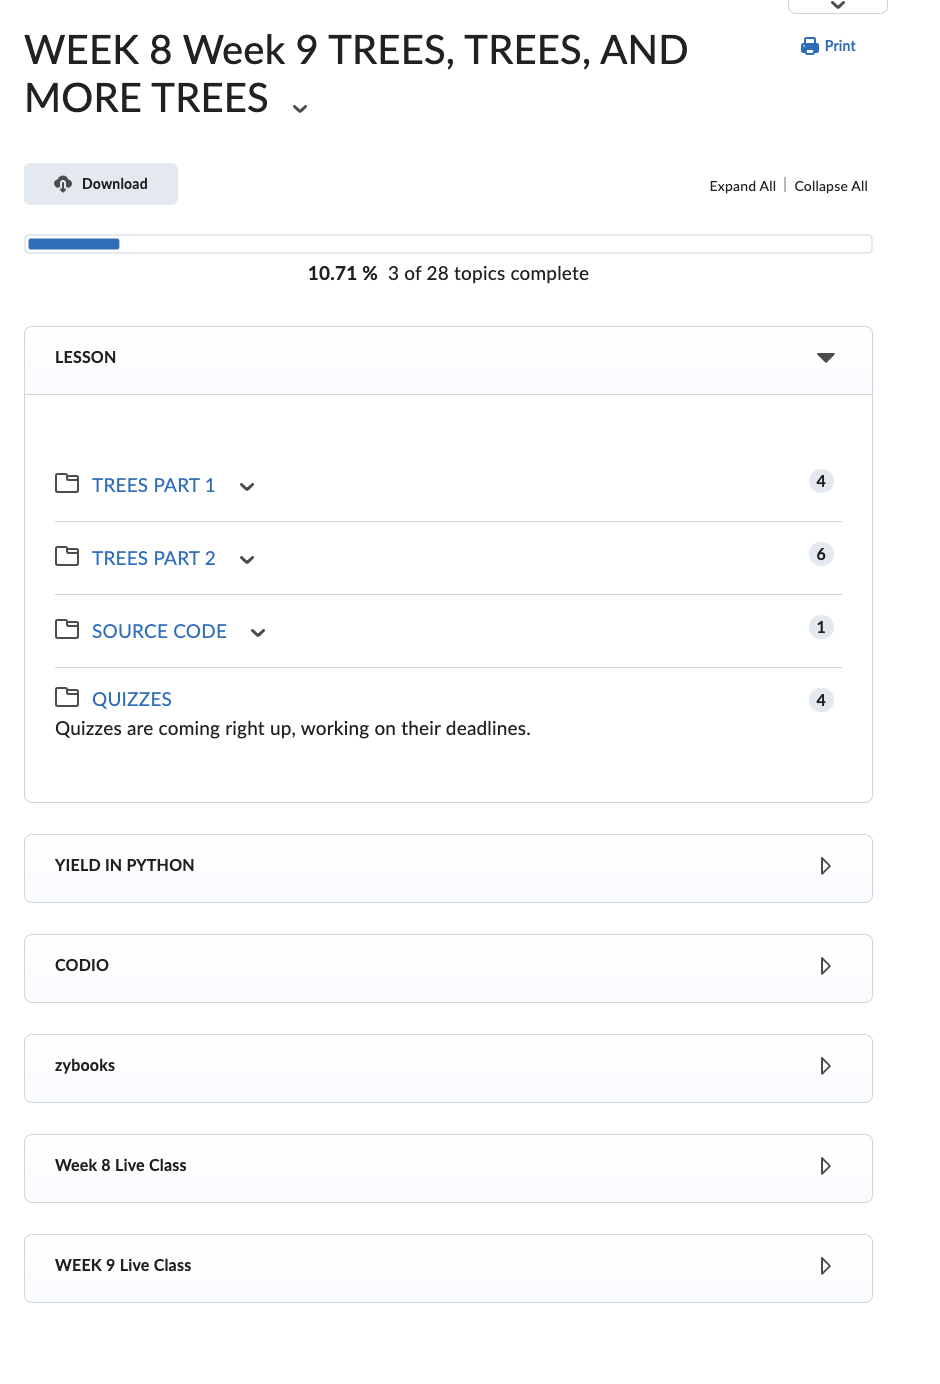 WEEK 8 Week 9 TREES, TREES, AND
MORE TREES
Print
Download
Expand All | Collapse All
10.71 % 3 of 28 topics complete
LESSON
TREES PART 1
4
TREES PART 2
6
SOURCE CODE
1
QUIZZES
4
Quizzes are coming right up, working on their deadlines.
YIELD IN PYTHON
CODIO
zybooks
Week 8 Live Class
WEEK 9 Live Class